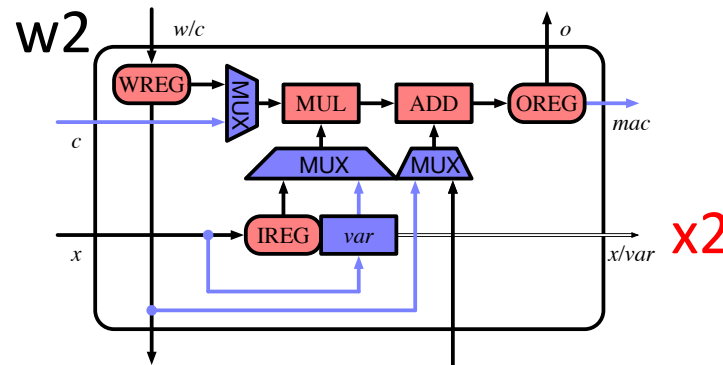 w2
w/c
o
WREG
MUX
MUL
ADD
OREG
c
mac
MUX
MUX
IREG
var
x
x/var
x2